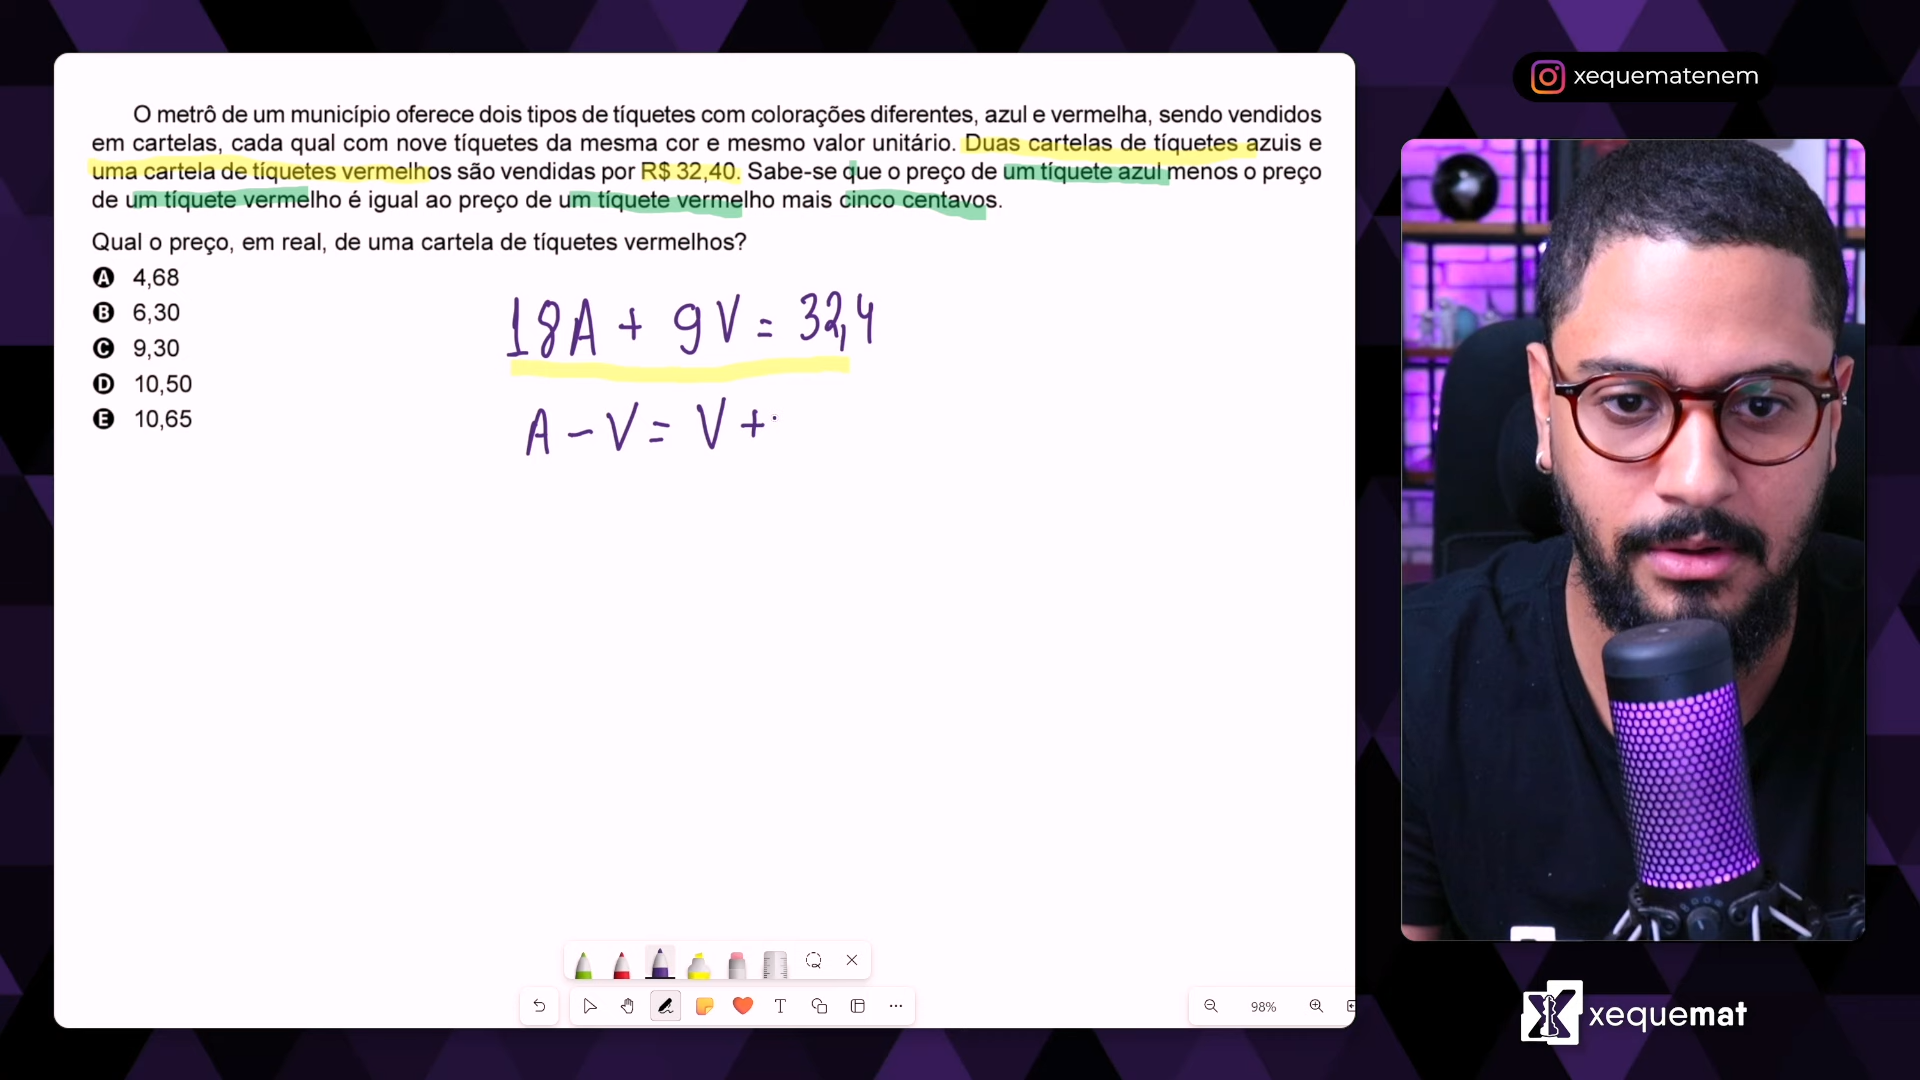 xequematenem
O metrô de um município oferece dois tipos de tíquetes com colorações diferentes, azul e vermelha, sendo vendidos
em cartelas, cada qual com nove tíquetes da mesma cor e mesmo valor unitário. Duas cartelas de tíquetes azuis e
uma cartela de tíquetes vermelhos são vendidas por R$ 32,40. Sabe-se que o preço de um tíquete azul menos o preço
de um tíquete vermelho é igual ao preço de um tíquete vermelho mais cinco centavos.
Qual o preço, em real, de uma cartela de tíquetes vermelhos?
A 4,68
B 6,30
C 9,30
D 10,50
E 10,65
18A + 9V = 32,4
A - V = V +
98%
xequemat